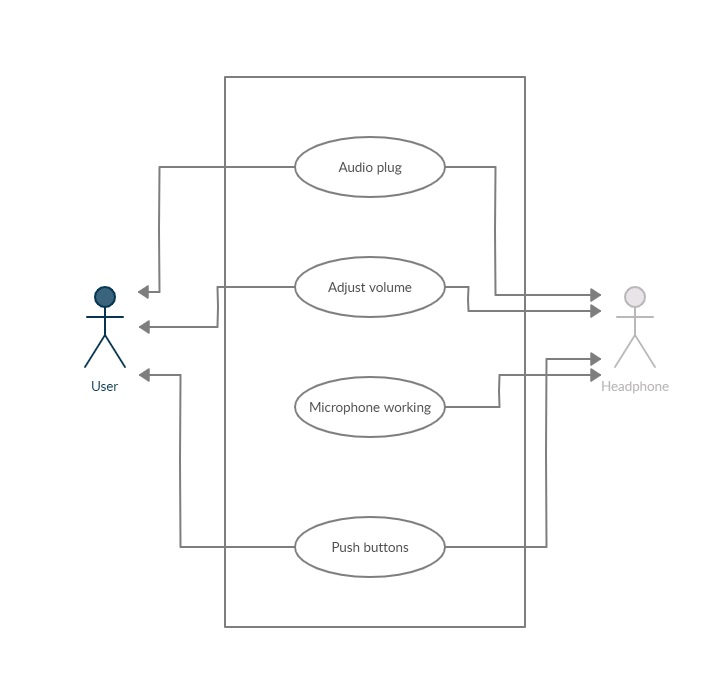 Audio plug
Adjust volume
User
Headphone
Microphone working
Push buttons